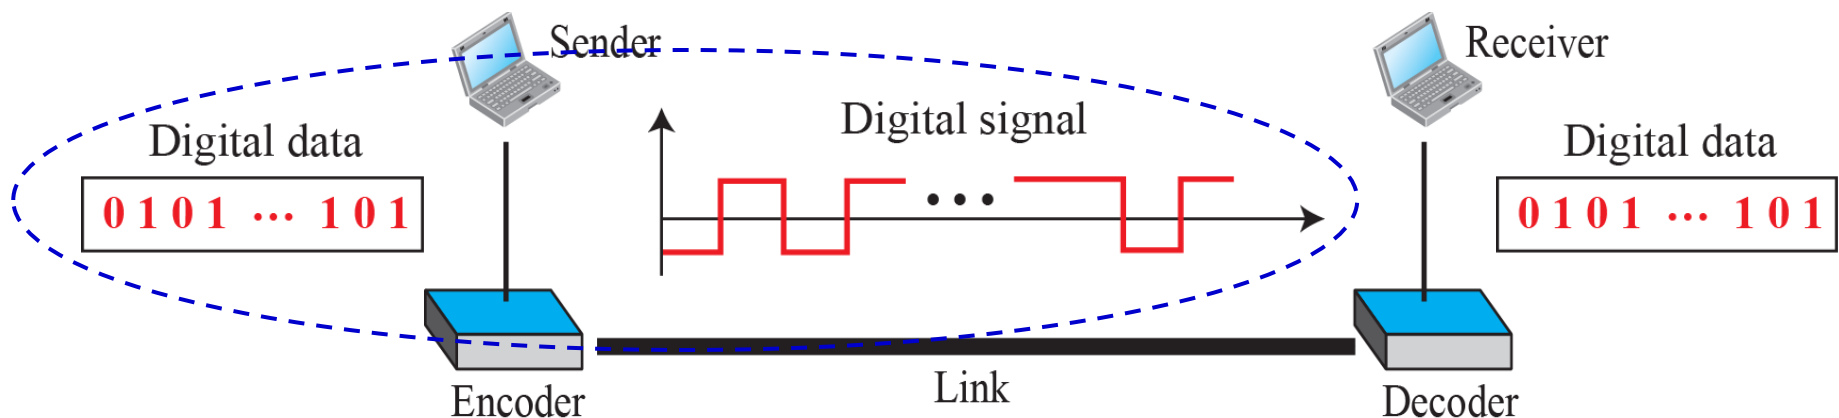 Sender
Receiver
Digital data
Digital signal
Digital data
0 1 0 1 ... 1 0 1
0 1 0 1 ... 1 0 1
Encoder
Link
Decoder